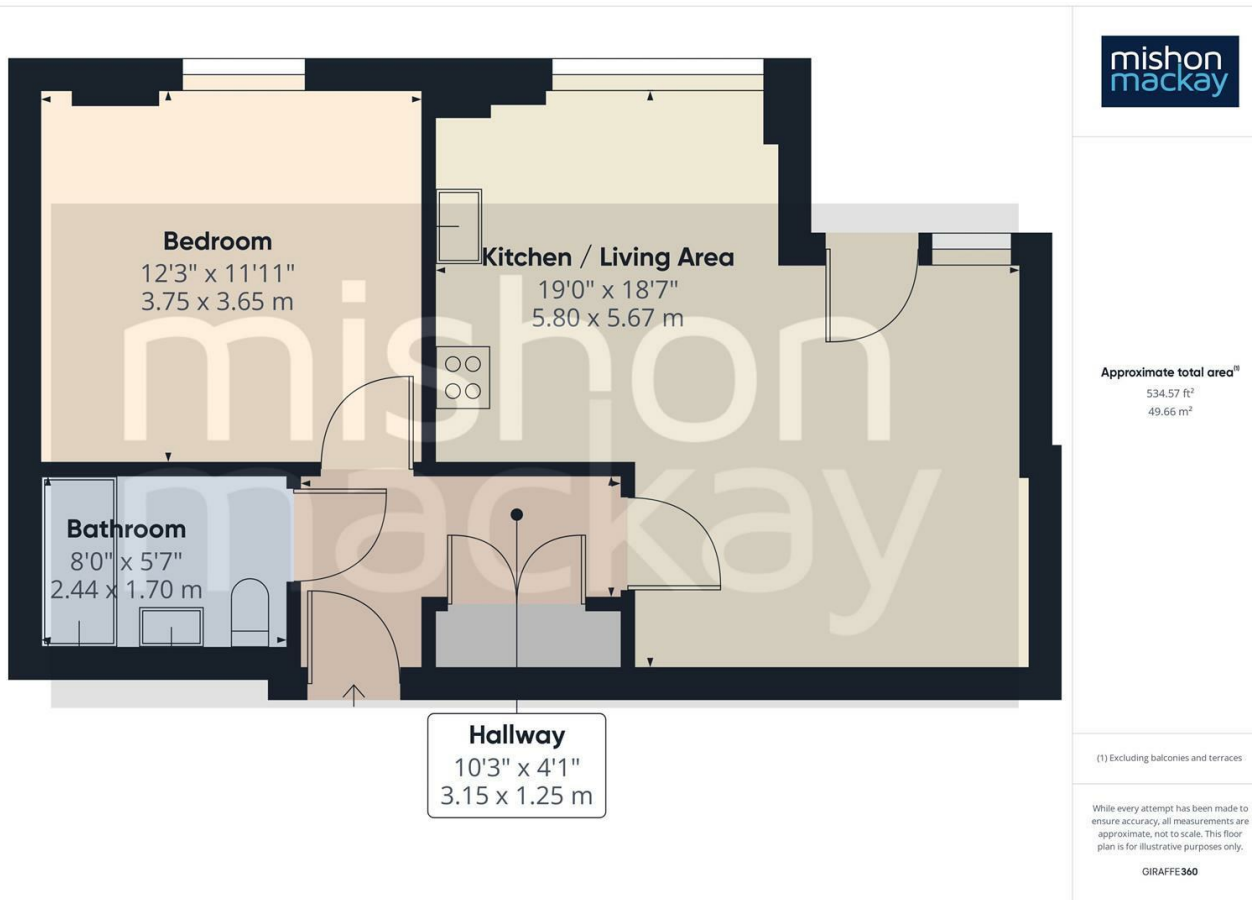 mishon
mackay
Bedroom
12'3" x 11'11"
3.75 x 3.65 m
Kitchen / Living Area
19'0" x 18'7"
5.80 x 5.67 m
mishon
mackay
Bathroom
8'0" x 5'7"
2.44 x 1.70 m
Hallway
10'3" x 4'1"
3.15 x 1.25 m
Approximate total area(1)
534.57 ft²
49.66 m²
(1) Excluding balconies and terraces
While every attempt has been made to
ensure accuracy, all measurements are
approximate, not to scale. This floor
plan is for illustrative purposes only.
GIRAFFE360